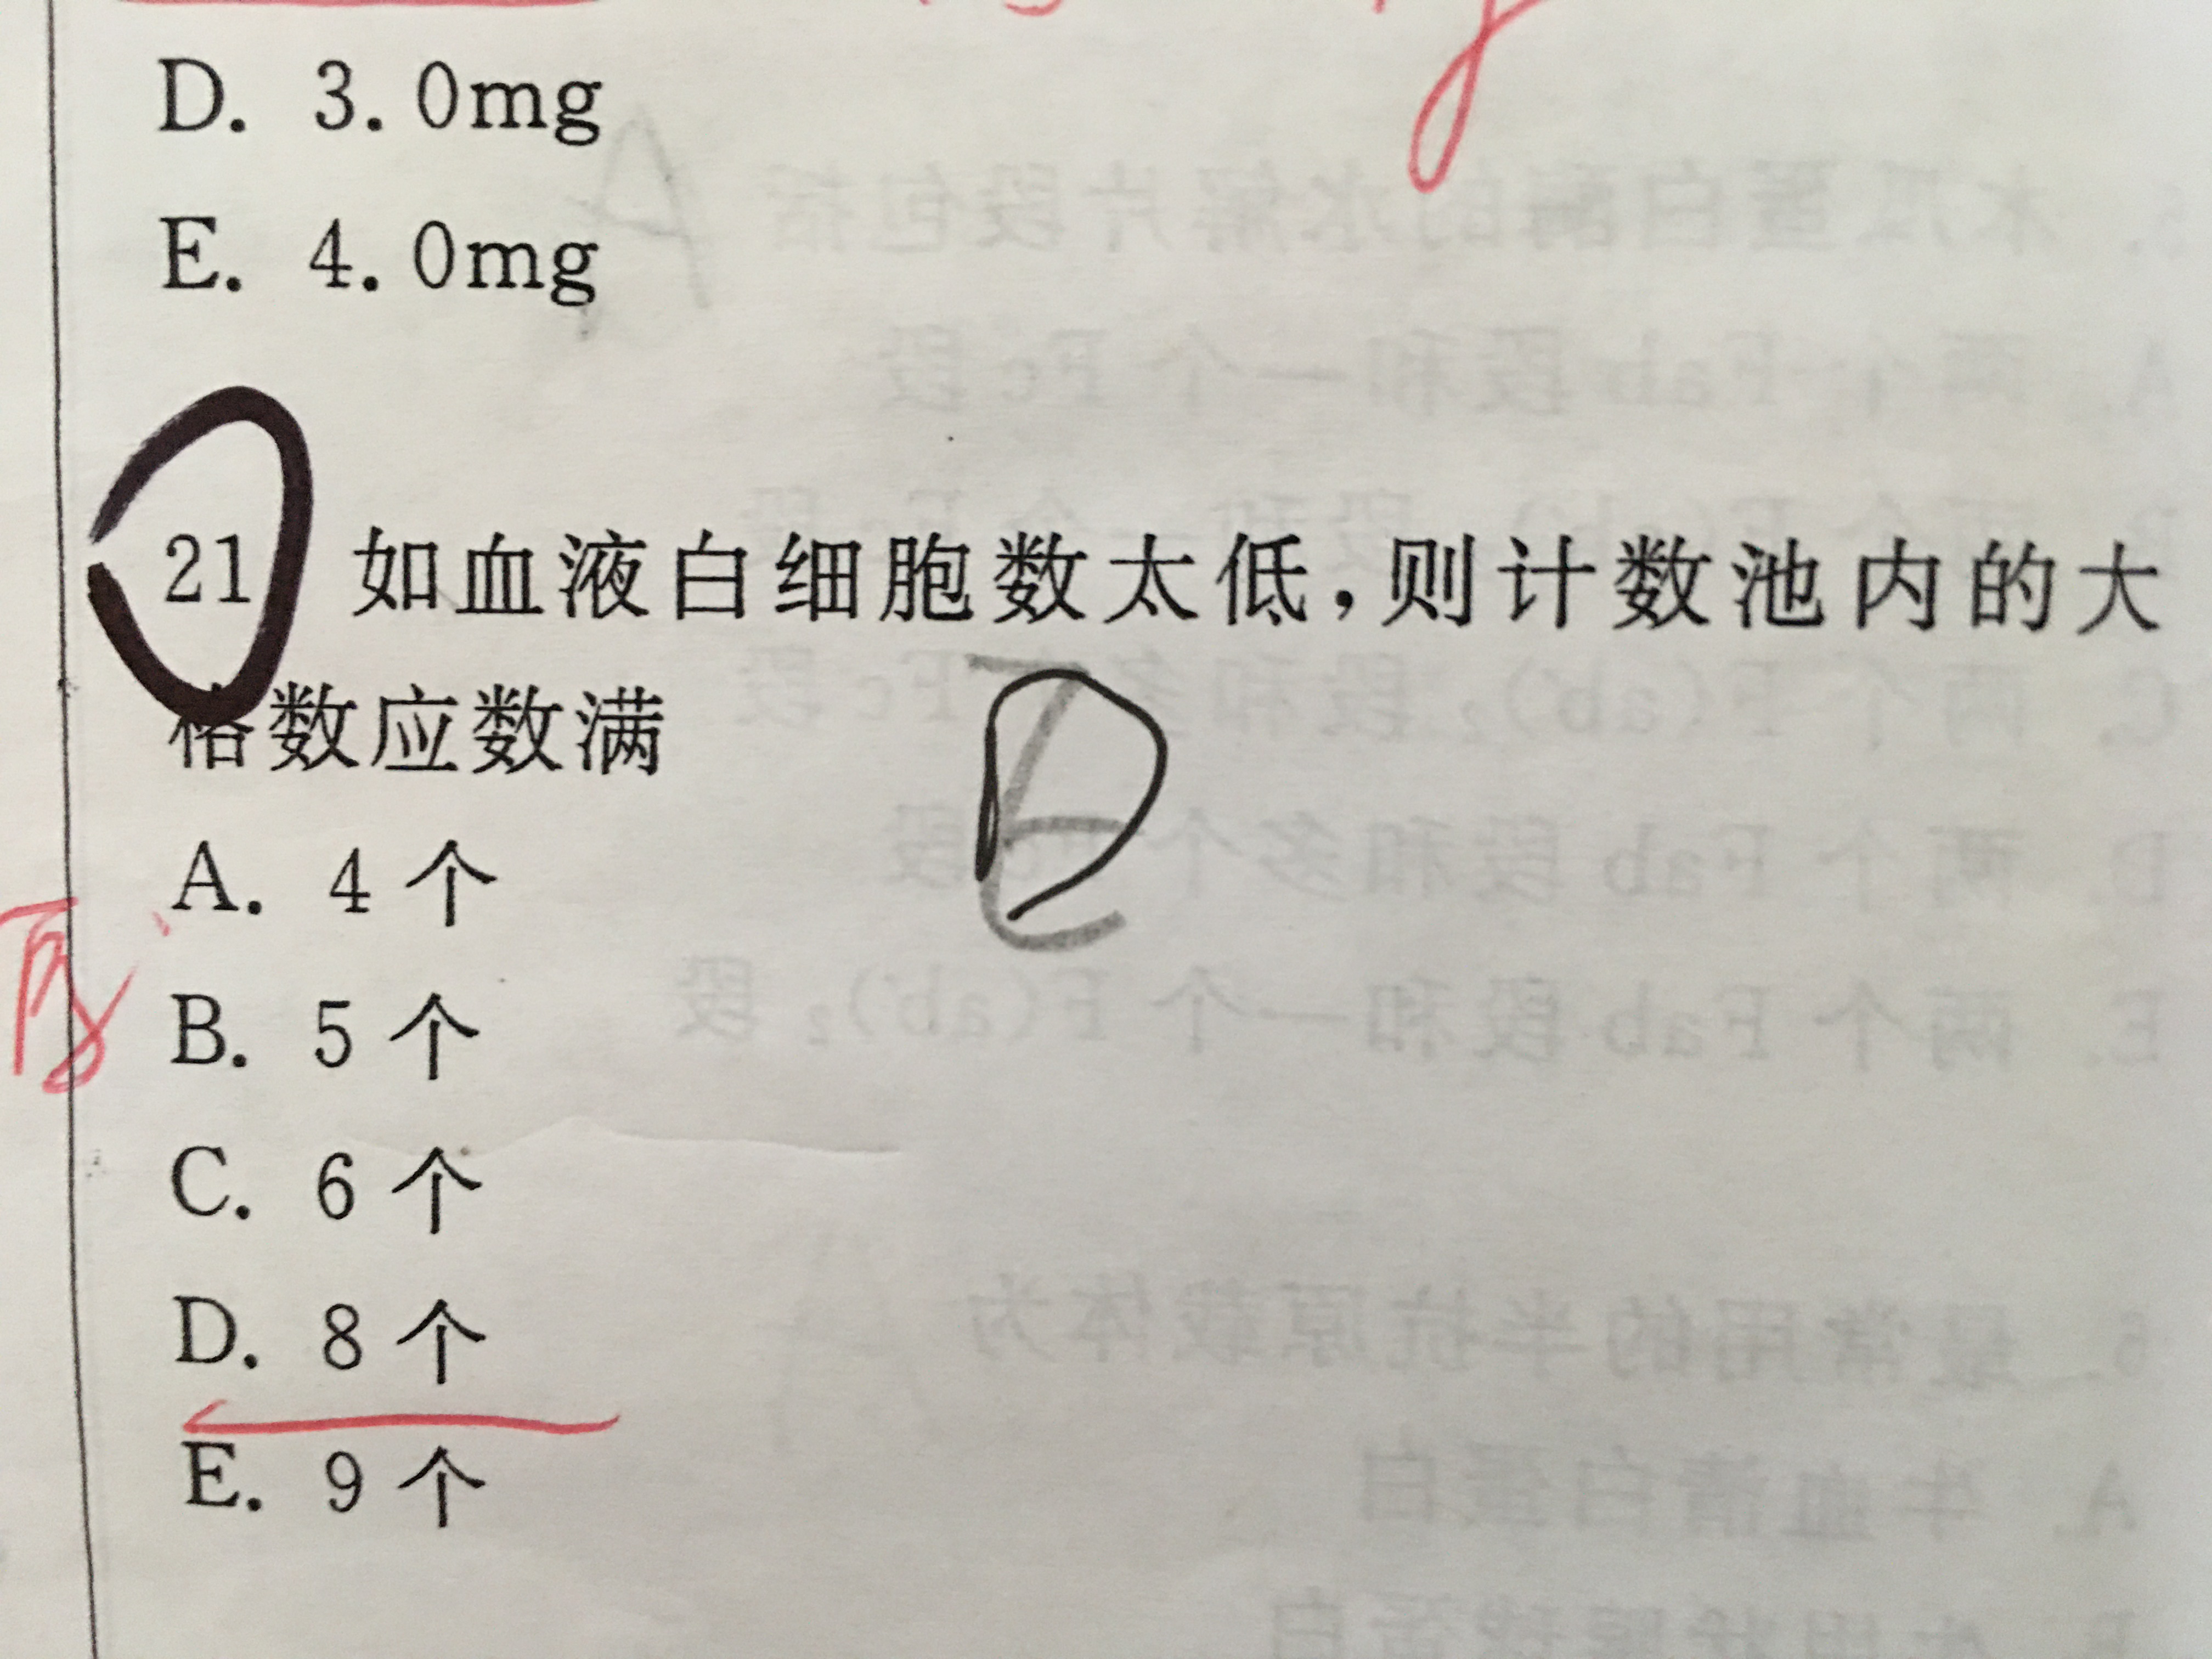 D. 3.0mg
E. 4.0mg
21 如血液白细胞数太低,则计数池内的大
格数应数满
A. 4个
B. 5个
C. 6个
D. 8个
E. 9个